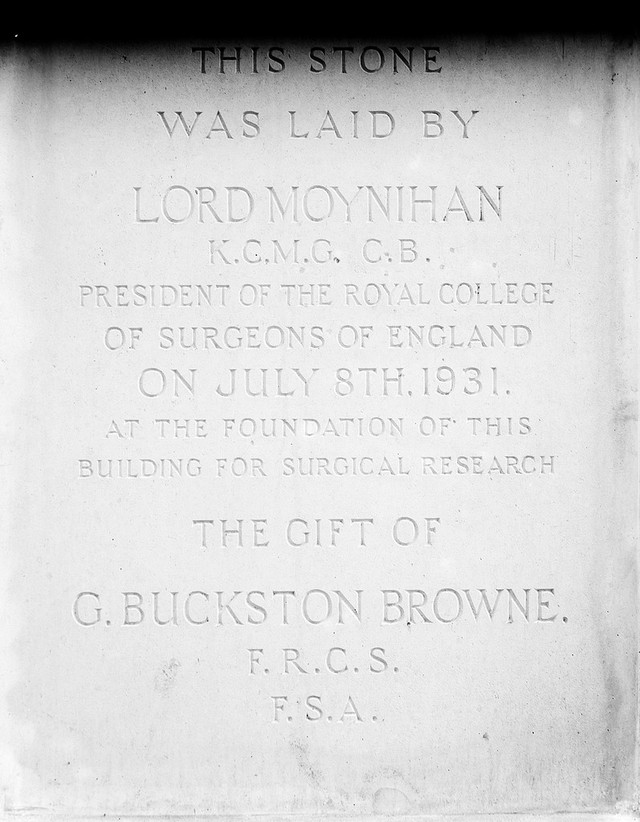 THIS STONE
WAS LAID BY
LORD MOYNIHAN
K.C.M.G. C.B.
PRESIDENT OF THE ROYAL COLLEGE
OF SURGEONS OF ENGLAND
ON JULY 8TH, 1931.
AT THE FOUNDATION OF THIS
BUILDING FOR SURGICAL RESEARCH
THE GIFT OF
G. BUCKSTON BROWNE.
F.R.C.S.
F.S.A.